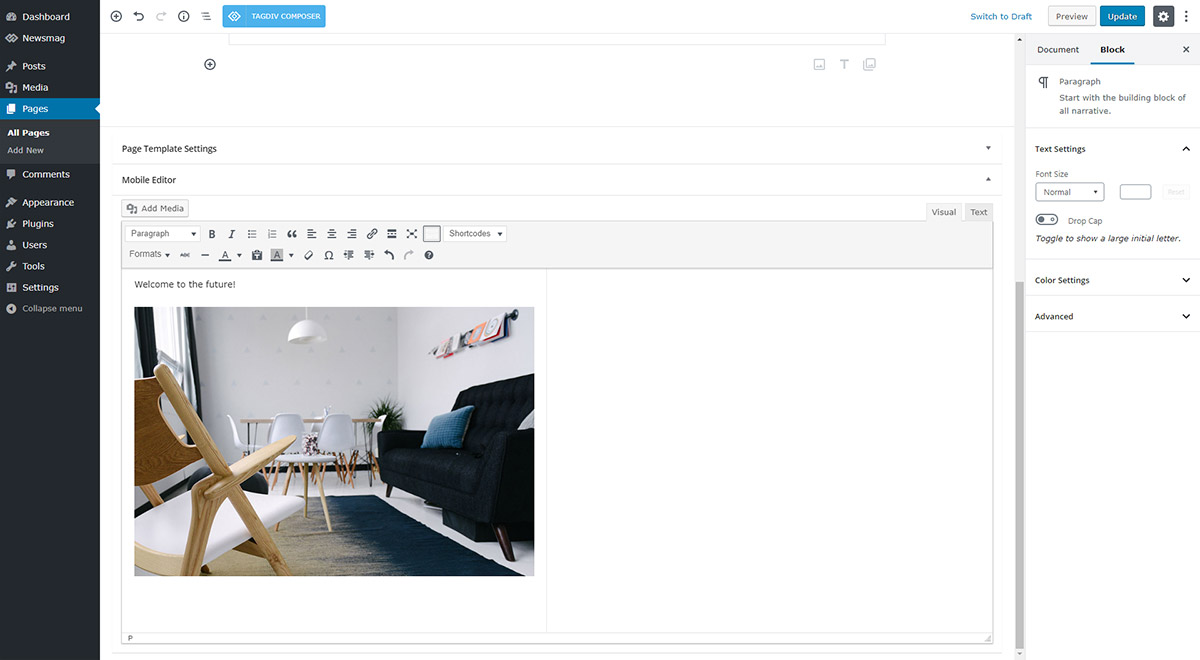 Dashboard
Newsmag
Posts
Media
Pages
All Pages
Add New
Comments
Appearance
Plugins
Users
Tools
Settings
Collapse menu
TAGDIV COMPOSER
Switch to Draft
Preview
Update
Page Template Settings
Mobile Editor
Add Media
Visual
Text
Paragraph
B I
Shortcodes
Formats
ABC
A
A
Ω
Welcome to the future!
P
Document
Block
Paragraph
Start with the building block of
all narrative.
Text Settings
Font Size
Normal
Reset
Drop Cap
Toggle to show a large initial letter.
Color Settings
Advanced